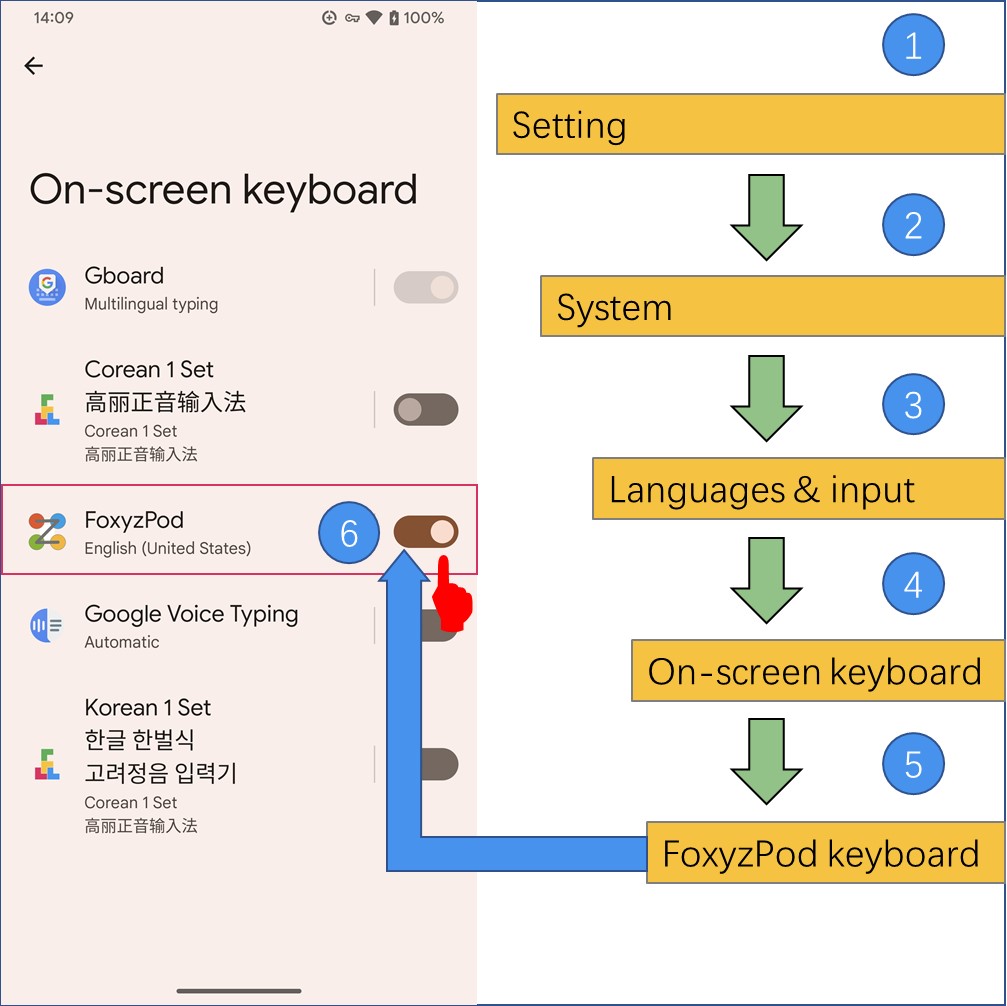 14:09
100%
On-screen keyboard
Gboard
Multilingual typing
Corean 1 Set
高丽正音输入法
Corean 1 Set
高丽正音输入法
FoxyzPod
English (United States)
6
Google Voice Typing
Automatic
Korean 1 Set
한글 한벌식
고려정음 입력기
Corean 1 Set
高丽正音输入法
1
Setting
2
System
3
Languages & input
4
On-screen keyboard
5
FoxyzPod keyboard